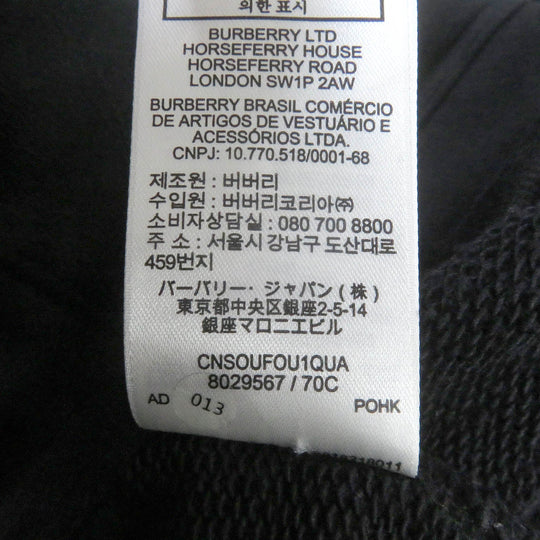 의한 표시
BURBERRY LTD
HORSEFERRY HOUSE
HORSEFERRY ROAD
LONDON SW1P 2AW
BURBERRY BRASIL COMÉRCIO
DE ARTIGOS DE VESTUÁRIO E
ACESSÓRIOS LTDA.
CNPJ: 10.770.518/0001-68
제조원 : 버버리
수입원 : 버버리코리아㈜
소비자상담실 : 080 700 8800
주 소 : 서울시 강남구 도산대로
459번지
バーバリー・ジャパン(株)
東京都中央区銀座2-5-14
銀座マロニエビル
CNSOUFOU1QUA
8029567 / 70C
AD 013 POHK